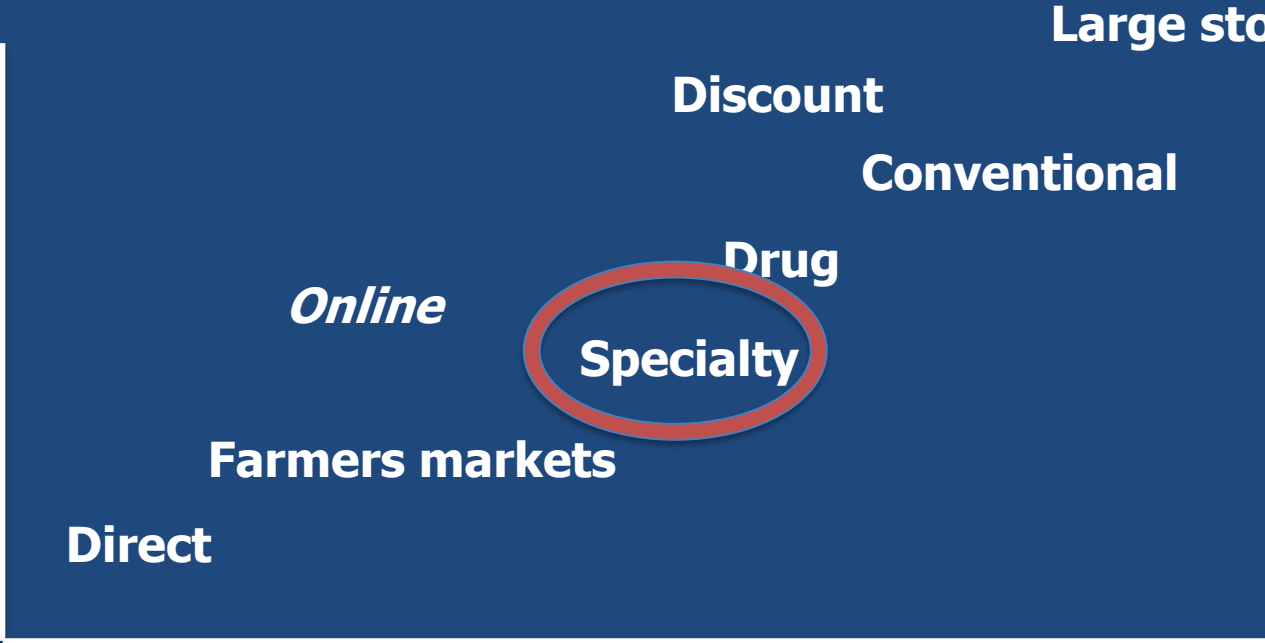 Large sto
Discount
Conventional
Drug
Online
Specialty
Farmers markets
Direct